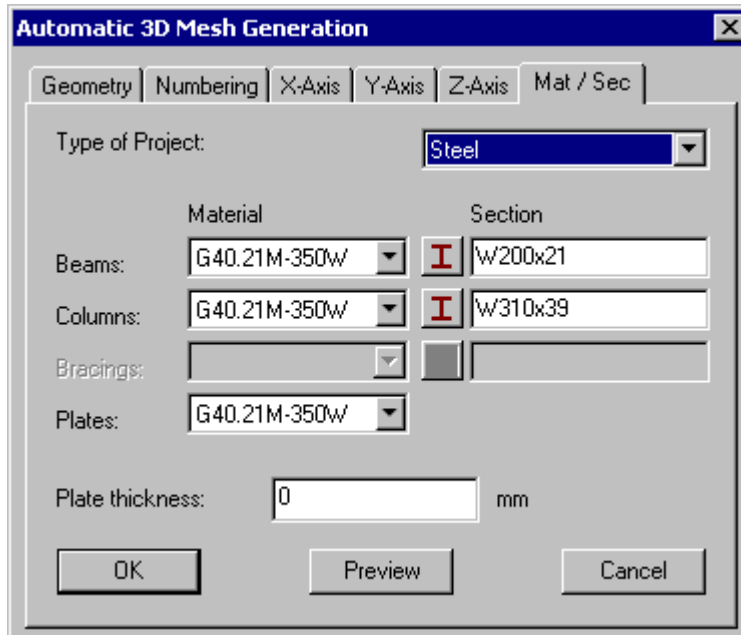 Automatic 3D Mesh Generation
Geometry Numbering X-Axis Y-Axis Z-Axis Mat / Sec
Type of Project: Steel
Material Section
Beams: G40.21M-350W W200x21
Columns: G40.21M-350W W310x39
Bracings:
Plates: G40.21M-350W
Plate thickness: 0 mm
OK Preview Cancel